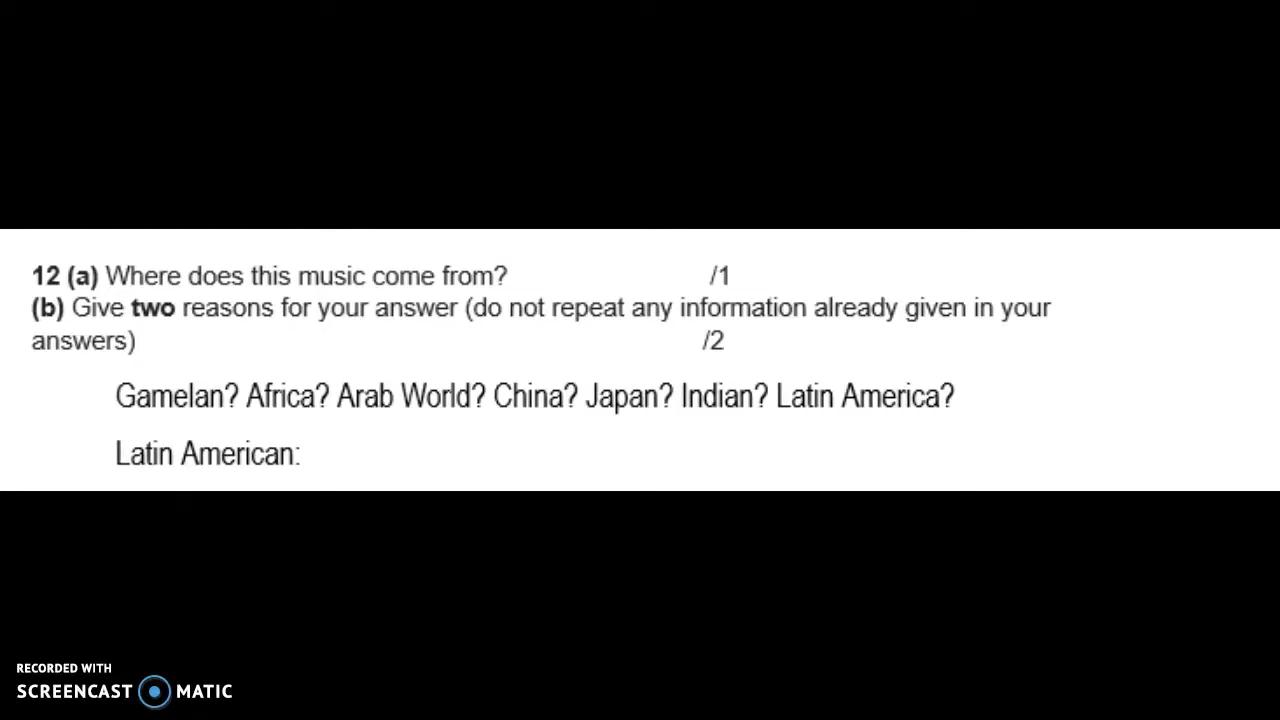 12 (a) Where does this music come from? /1
(b) Give two reasons for your answer (do not repeat any information already given in your
answers) /2
Gamelan? Africa? Arab World? China? Japan? Indian? Latin America?
Latin American:
RECORDED WITH
SCREENCAST MATIC